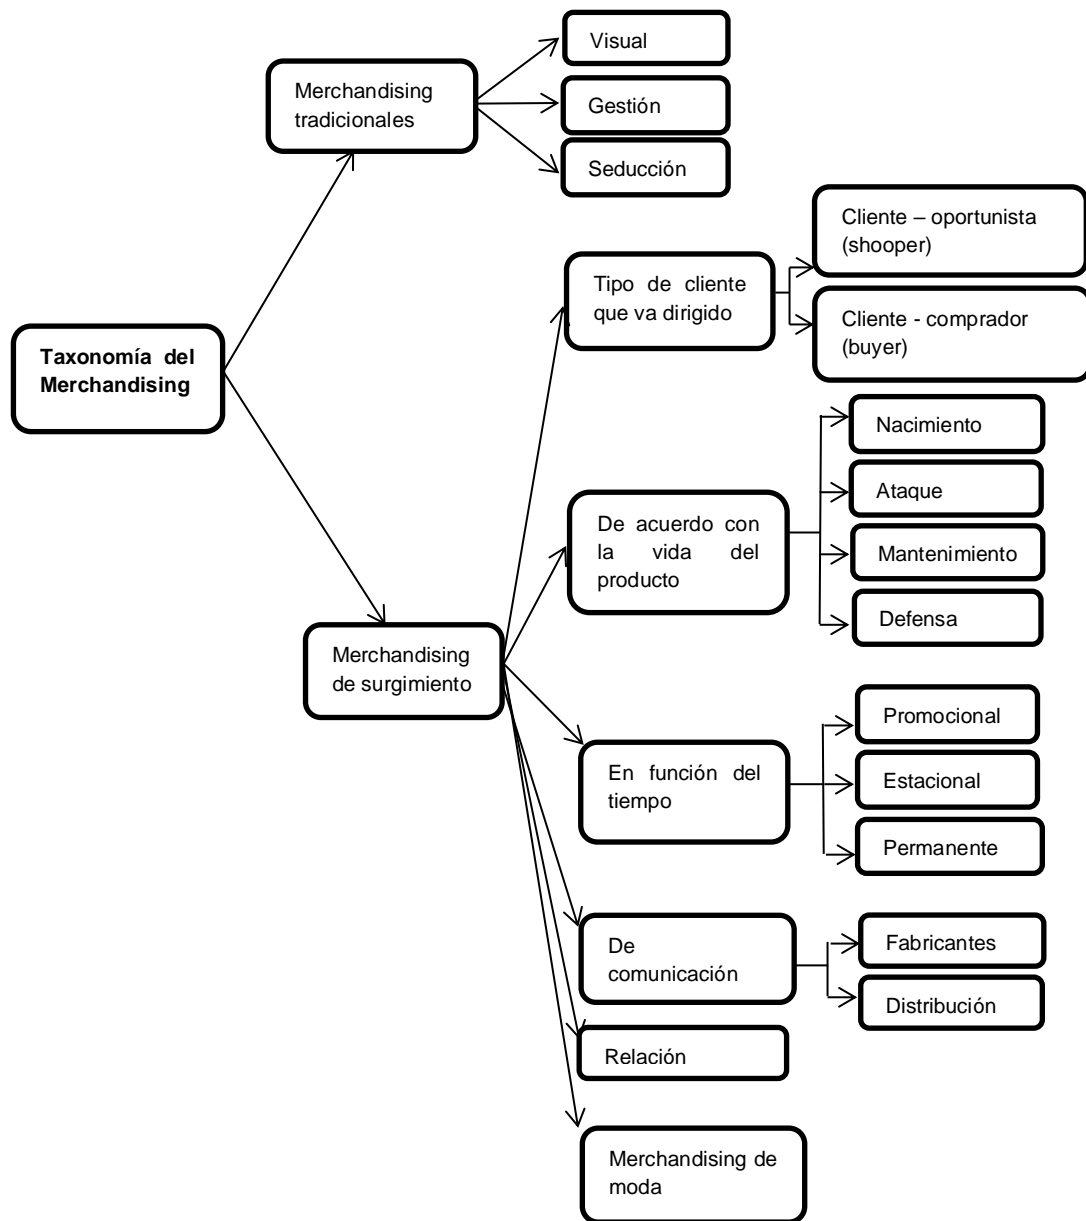 Visual
Merchandising
tradicionales
Gestión
Seducción
Cliente – oportunista
(shooper)
Tipo de cliente
que va dirigido
Cliente - comprador
(buyer)
Taxonomía del
Merchandising
Nacimiento
Ataque
De acuerdo con
la vida del
producto
Mantenimiento
Defensa
Merchandising
de surgimiento
Promocional
En función del
tiempo
Estacional
Permanente
De
comunicación
Fabricantes
Distribución
Relación
Merchandising de
moda